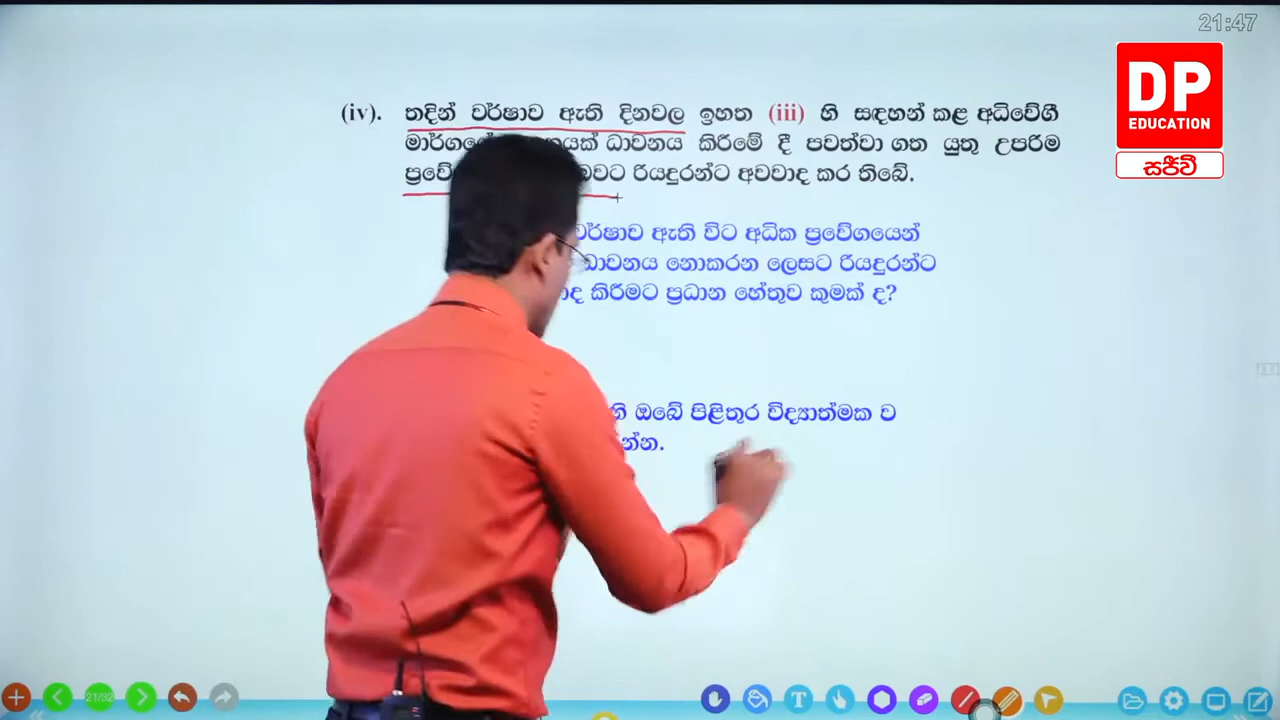 21:47
DP
EDUCATION
සජීවී
(iv). තදින් වර්ෂාව ඇති දිනවල ඉහත (iii) හි සඳහන් කළ අධිවේගී
ධාවනය කිරීමේ දී පවත්වා ගත යුතු උපරිම
රියදුරන්ට අවවාද කර තිබේ.
වර්ෂාව ඇති විට අධික ප්‍රවේගයෙන්
ධාවනය නොකරන ලෙසට රියදුරන්ට
කිරීමට ප්‍රධාන හේතුව කුමක් ද?
ඔබේ පිළිතුර විද්‍යාත්මක ව
21/32